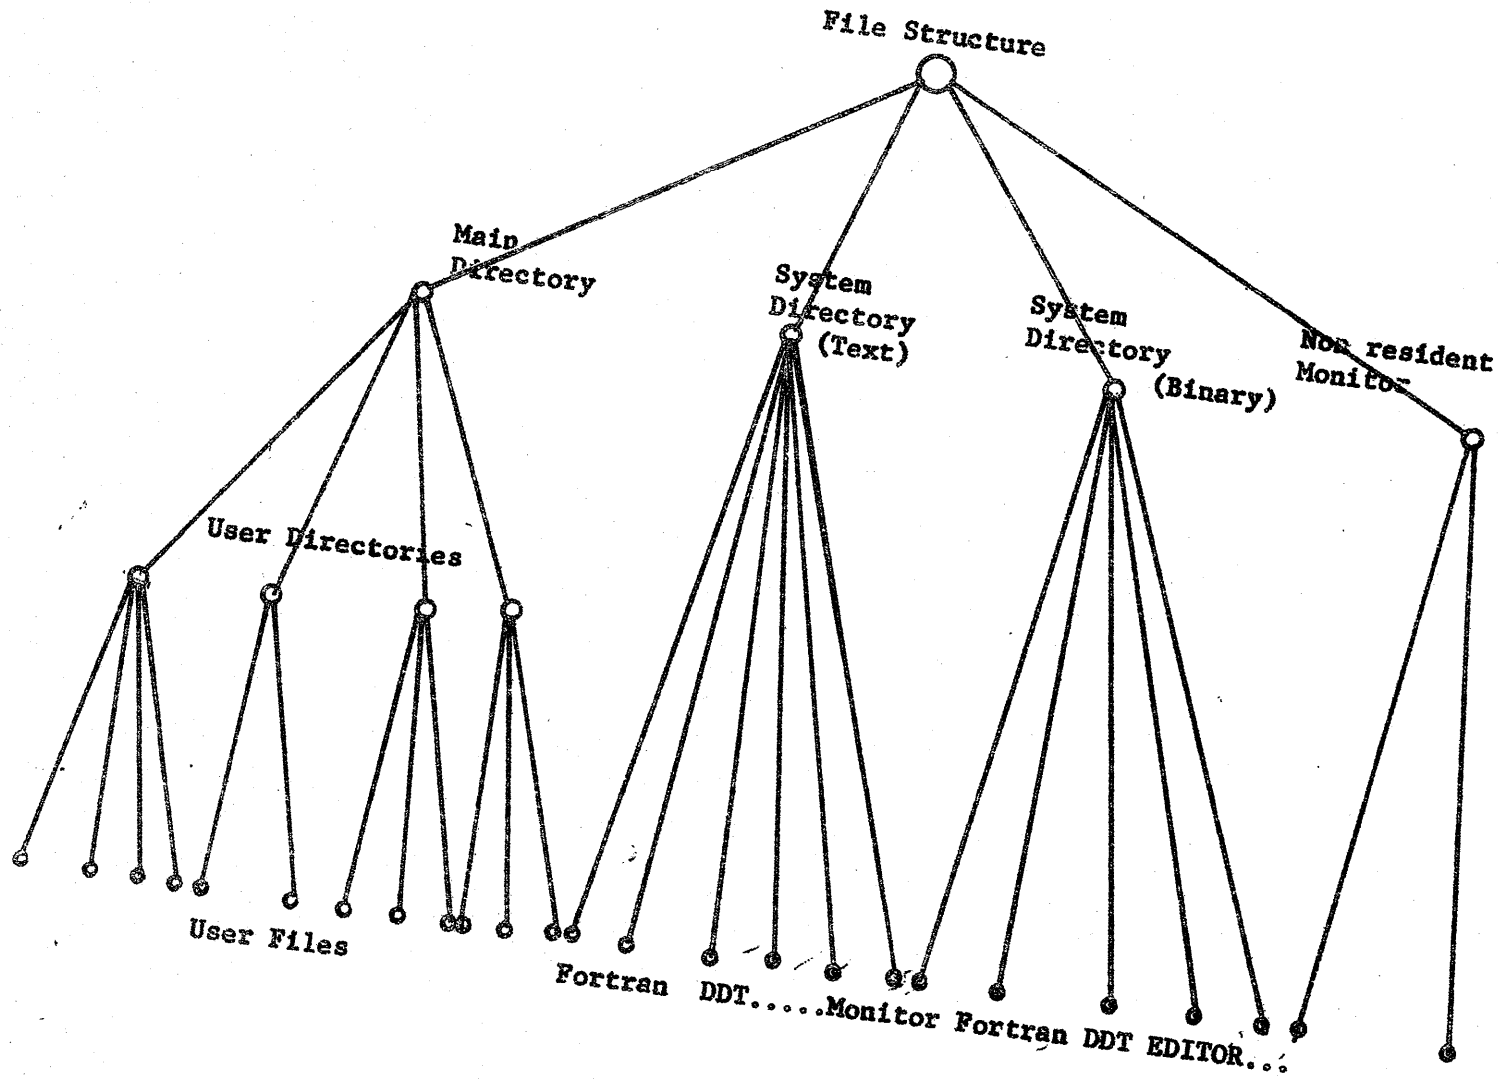 File Structure
Main
Directory
System
Directory
(Text)
System
Directory
(Binary)
Non resident
Monitor
User Directories
User Files
Fortran DDT.....Monitor Fortran DDT EDITOR...